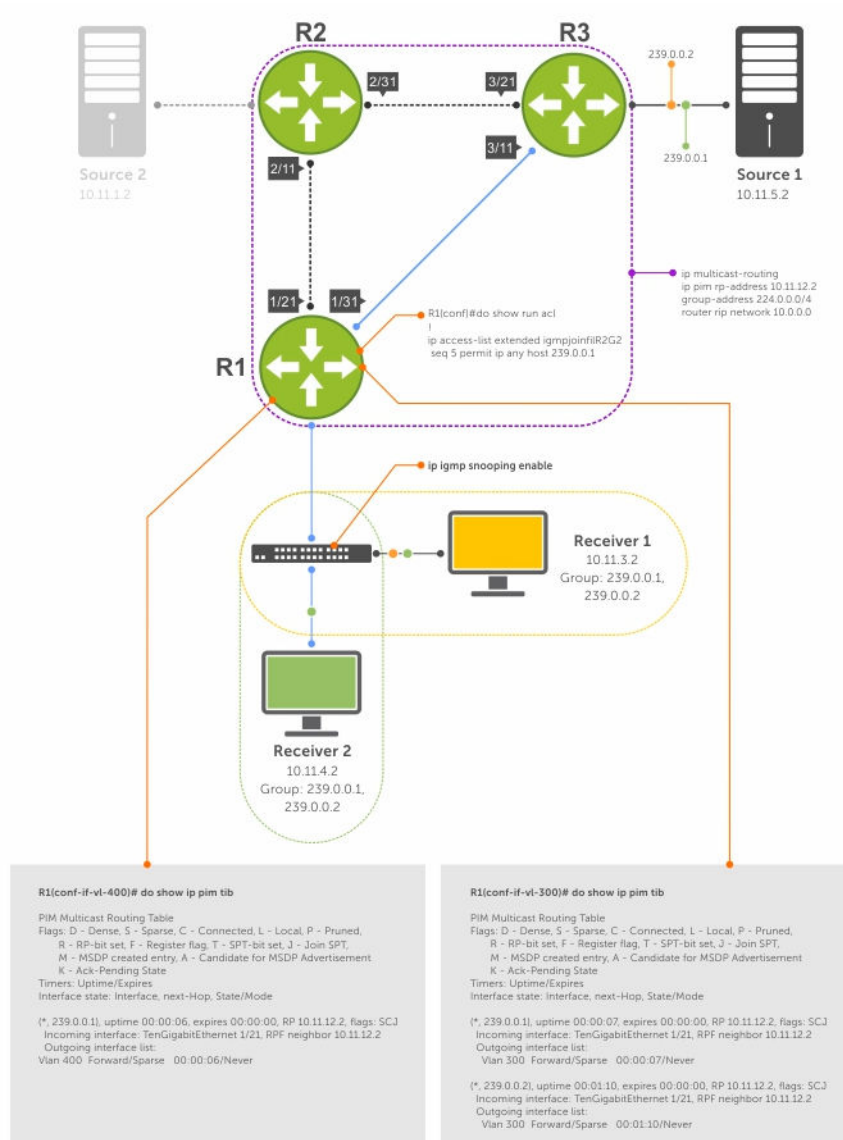 R2
R3
2/31
3/21
239.0.0.2
239.0.0.1
3/11
2/11
Source 2
10.11.1.2
Source 1
10.11.5.2
1/21
1/31
ip multicast-routing
ip pim rp-address 10.11.12.2
group-address 224.0.0.0/4
router rip network 10.0.0.0
R1(conf)#do show run acl
!
ip access-list extended igmpjoinfilR2G2
seq 5 permit ip any host 239.0.0.1
R1
ip igmp snooping enable
Receiver 1
10.11.3.2
Group: 239.0.0.1,
239.0.0.2
Receiver 2
10.11.4.2
Group: 239.0.0.1,
239.0.0.2
R1(conf-if-vl-400)# do show ip pim tib
PIM Multicast Routing Table
Flags: D - Dense, S - Sparse, C - Connected, L - Local, P - Pruned,
R - RP-bit set, F - Register flag, T - SPT-bit set, J - Join SPT,
M - MSDP created entry, A - Candidate for MSDP Advertisement
K - Ack-Pending State
Timers: Uptime/Expires
Interface state: Interface, next-Hop, State/Mode
(*, 239.0.0.1), uptime 00:00:06, expires 00:00:00, RP 10.11.12.2, flags: SCJ
Incoming interface: TenGigabitEthernet 1/21, RPF neighbor 10.11.12.2
Outgoing interface list:
Vlan 400 Forward/Sparse 00:00:06/Never
R1(conf-if-vl-300)# do show ip pim tib
PIM Multicast Routing Table
Flags: D - Dense, S - Sparse, C - Connected, L - Local, P - Pruned,
R - RP-bit set, F - Register flag, T - SPT-bit set, J - Join SPT,
M - MSDP created entry, A - Candidate for MSDP Advertisement
K - Ack-Pending State
Timers: Uptime/Expires
Interface state: Interface, next-Hop, State/Mode
(*, 239.0.0.1), uptime 00:00:07, expires 00:00:00, RP 10.11.12.2, flags: SCJ
Incoming interface: TenGigabitEthernet 1/21, RPF neighbor 10.11.12.2
Outgoing interface list:
Vlan 300 Forward/Sparse 00:00:07/Never
(*, 239.0.0.2), uptime 00:01:10, expires 00:00:00, RP 10.11.12.2, flags: SCJ
Incoming interface: TenGigabitEthernet 1/21, RPF neighbor 10.11.12.2
Outgoing interface list:
Vlan 300 Forward/Sparse 00:01:10/Never